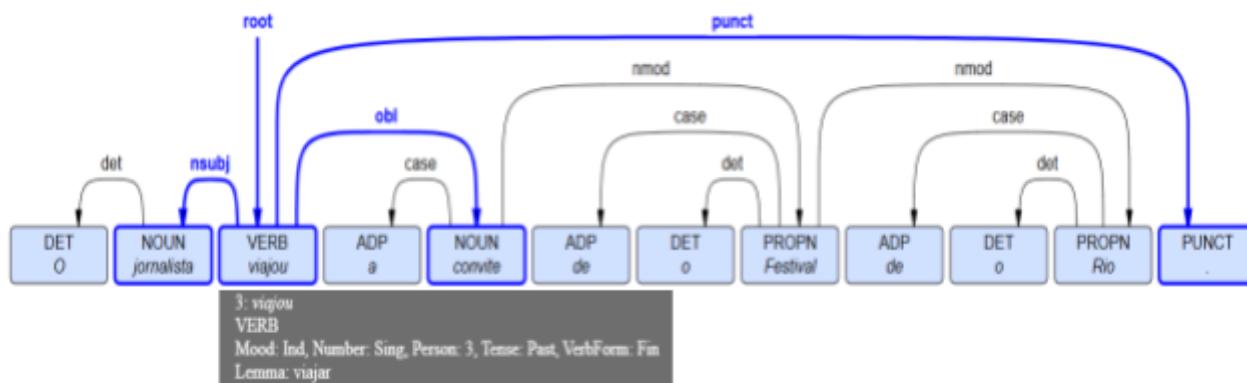 root punct
nmod nmod
obl case case
det nsubj case det det
DET NOUN VERB ADP NOUN ADP DET PROPN ADP DET PROPN PUNCT
O jornalista viajou a convite de o Festival de o Rio .
3: viajou
VERB
Mood: Ind, Number: Sing, Person: 3, Tense: Past, VerbForm: Fin
Lemma: viajar